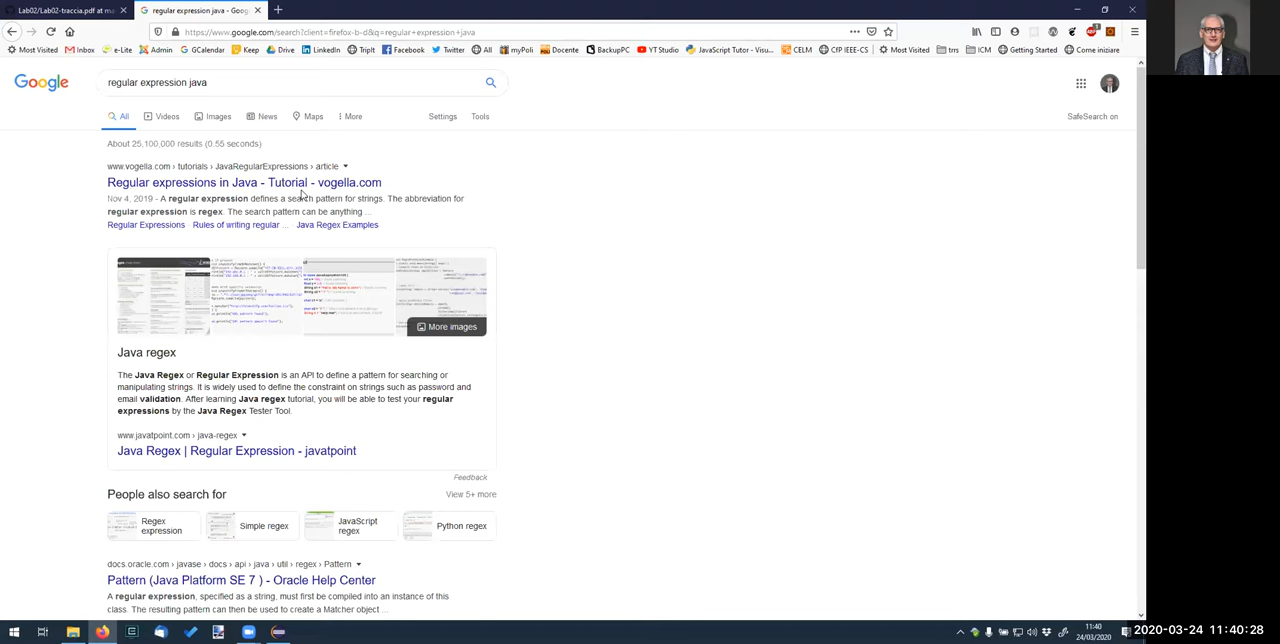 Lab02/Lab02-traccia.pdf at ma
regular expression java - Goog
https://www.google.com/search?client=firefox-b-d&q=regular+expression+java
Most Visited
Inbox
e-Lite
Admin
GCalendar
Keep
Drive
LinkedIn
TripIt
Facebook
Twitter
All
myPoli
Docente
BackupPC
YT Studio
JavaScript Tutor - Visu...
CELM
CfP IEEE-CS
Most Visited
trrs
ICM
Getting Started
Corne iniziare
Google
regular expression java
All
Videos
Images
News
Maps
More
Settings
Tools
SafeSearch on
About 25,100,000 results (0.55 seconds)
www.vogella.com › tutorials › JavaRegularExpressions › article
Regular expressions in Java - Tutorial - vogella.com
Nov 4, 2019 - A regular expression defines a search pattern for strings. The abbreviation for
regular expression is regex. The search pattern can be anything ...
Regular Expressions
Rules of writing regular ...
Java Regex Examples
More images
Java regex
The Java Regex or Regular Expression is an API to define a pattern for searching or
manipulating strings. It is widely used to define the constraint on strings such as password and
email validation. After learning Java regex tutorial, you will be able to test your regular
expressions by the Java Regex Tester Tool.
www.javatpoint.com › java-regex
Java Regex | Regular Expression - javatpoint
Feedback
People also search for
View 5+ more
Regex
expression
Simple regex
JavaScript
regex
Python regex
docs.oracle.com › javase › docs › api › java › util › regex › Pattern
Pattern (Java Platform SE 7 ) - Oracle Help Center
A regular expression, specified as a string, must first be compiled into an instance of this
class. The resulting pattern can then be used to create a Matcher object ...
11:40
24/03/2020
2020-03-24 11:40:28